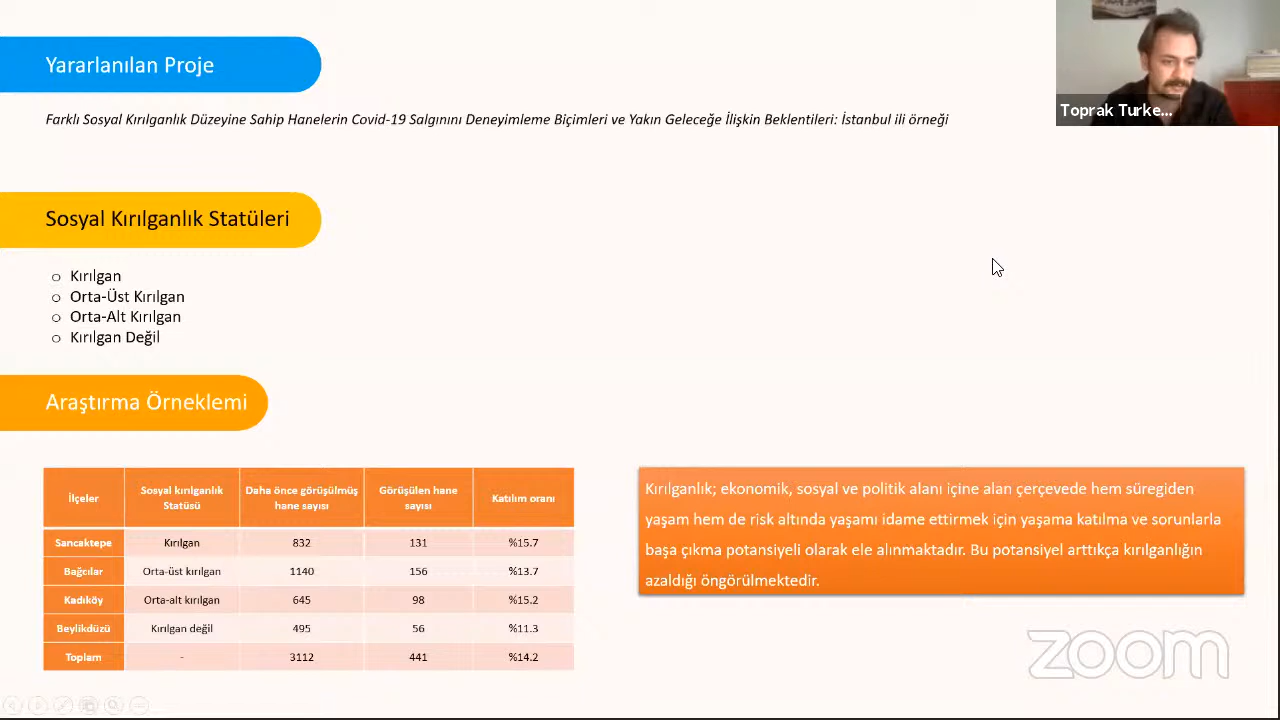 Yararlanılan Proje
Toprak Turke...
Farklı Sosyal Kırılganlık Düzeyine Sahip Hanelerin Covid-19 Salgınını Deneyimleme Biçimleri ve Yakın Geleceğe İlişkin Beklentileri: İstanbul ili örneği
Sosyal Kırılganlık Statüleri
Kırılgan
Orta-Üst Kırılgan
Orta-Alt Kırılgan
Kırılgan Değil
Araştırma Örneklemi
İlçeler Sosyal kırılganlık Statüsü Daha önce görüşülmüş hane sayısı Görüşülen hane sayısı Katılım oranı
Sancaktepe Kırılgan 832 131 %15.7
Bağcılar Orta-üst kırılgan 1140 156 %13.7
Kadıköy Orta-alt kırılgan 645 98 %15.2
Beylikdüzü Kırılgan değil 495 56 %11.3
Toplam - 3112 441 %14.2
Kırılganlık; ekonomik, sosyal ve politik alanı içine alan çerçevede hem süregiden
yaşam hem de risk altında yaşamı idame ettirmek için yaşama katılma ve sorunlarla
başa çıkma potansiyeli olarak ele alınmaktadır. Bu potansiyel arttıkça kırılganlığın
azaldığı öngörülmektedir.
zoom